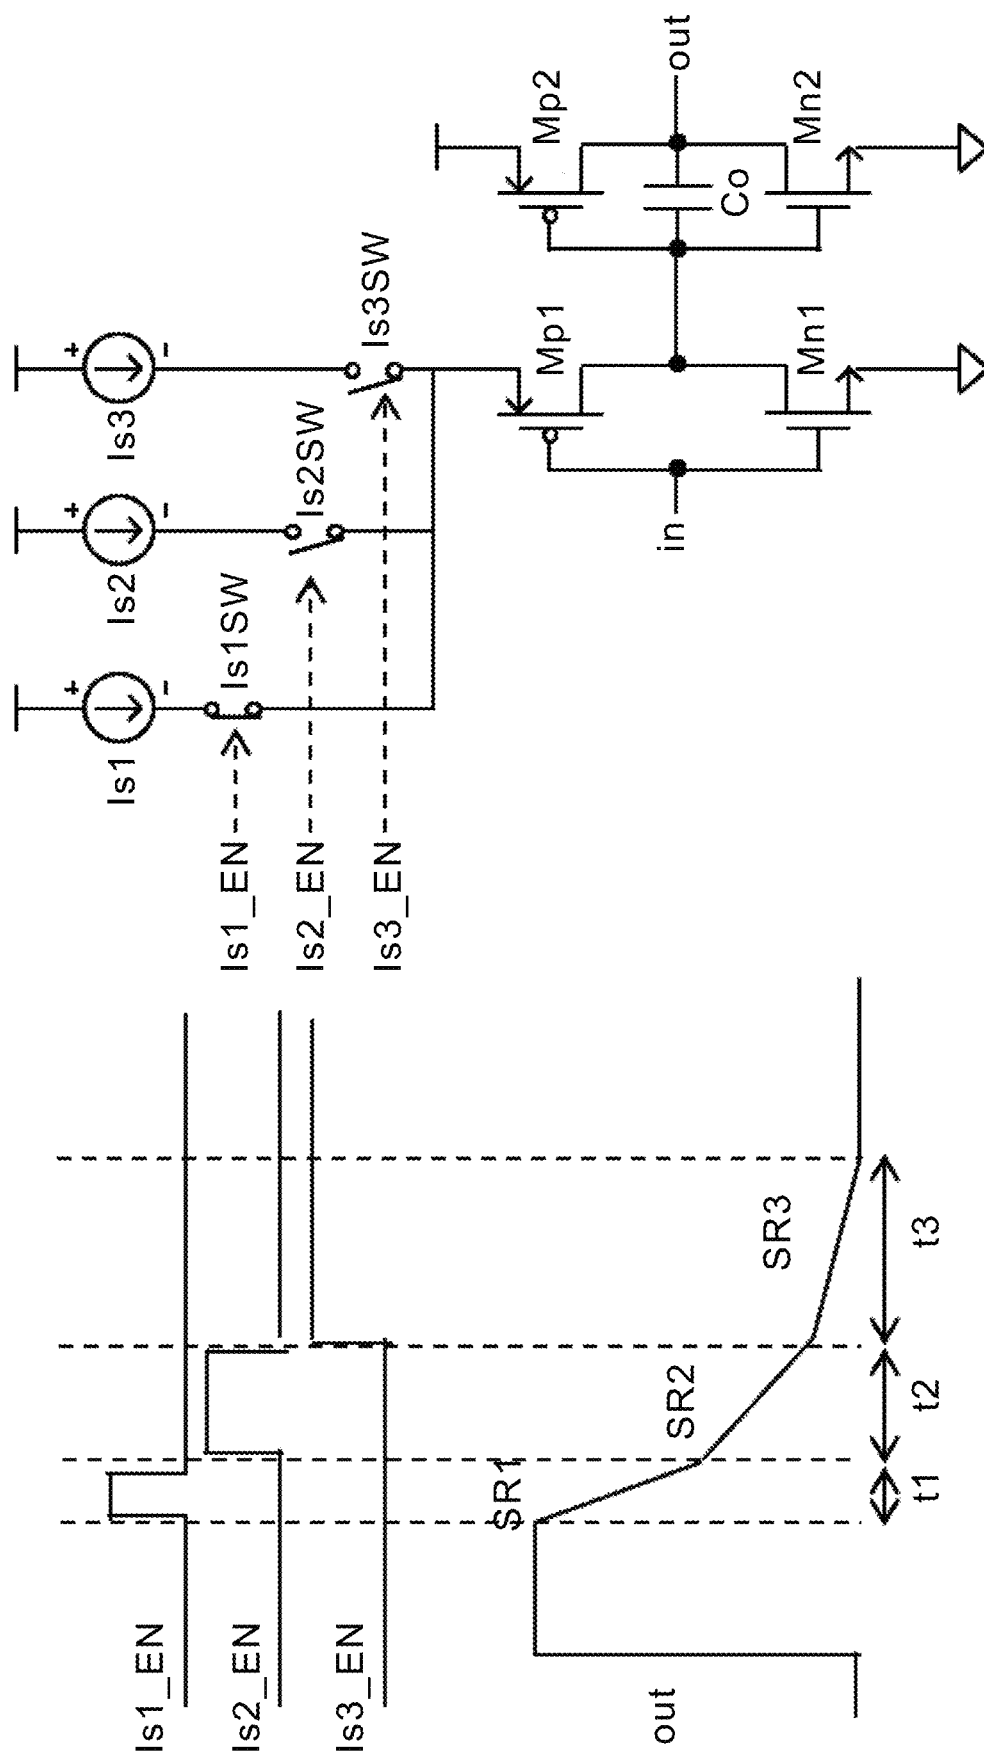 Is1_EN
Is2_EN
Is3_EN
out
SR1
SR2
SR3
t1
t2
t3
Is1
Is2
Is3
+
-
+
-
+
-
Is1SW
Is2SW
Is3SW
Is1_EN
Is2_EN
Is3_EN
in
Mp1
Mn1
Mp2
Mn2
Co
out